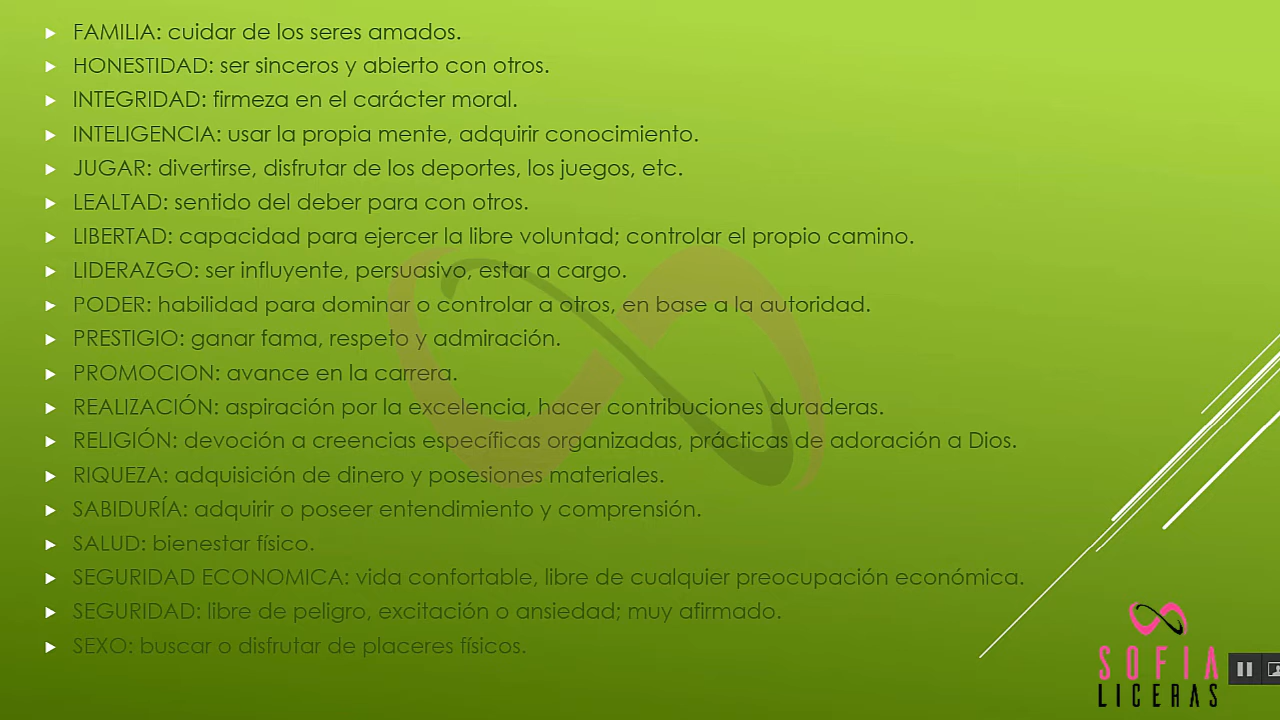 FAMILIA: cuidar de los seres amados.
HONESTIDAD: ser sinceros y abierto con otros.
INTEGRIDAD: firmeza en el carácter moral.
INTELIGENCIA: usar la propia mente, adquirir conocimiento.
JUGAR: divertirse, disfrutar de los deportes, los juegos, etc.
LEALTAD: sentido del deber para con otros.
LIBERTAD: capacidad para ejercer la libre voluntad; controlar el propio camino.
LIDERAZGO: ser influyente, persuasivo, estar a cargo.
PODER: habilidad para dominar o controlar a otros, en base a la autoridad.
PRESTIGIO: ganar fama, respeto y admiración.
PROMOCION: avance en la carrera.
REALIZACIÓN: aspiración por la excelencia, hacer contribuciones duraderas.
RELIGIÓN: devoción a creencias específicas organizadas, prácticas de adoración a Dios.
RIQUEZA: adquisición de dinero y posesiones materiales.
SABIDURÍA: adquirir o poseer entendimiento y comprensión.
SALUD: bienestar físico.
SEGURIDAD ECONOMICA: vida confortable, libre de cualquier preocupación económica.
SEGURIDAD: libre de peligro, excitación o ansiedad; muy afirmado.
SEXO: buscar o disfrutar de placeres físicos.
SOFIA
LICERAS